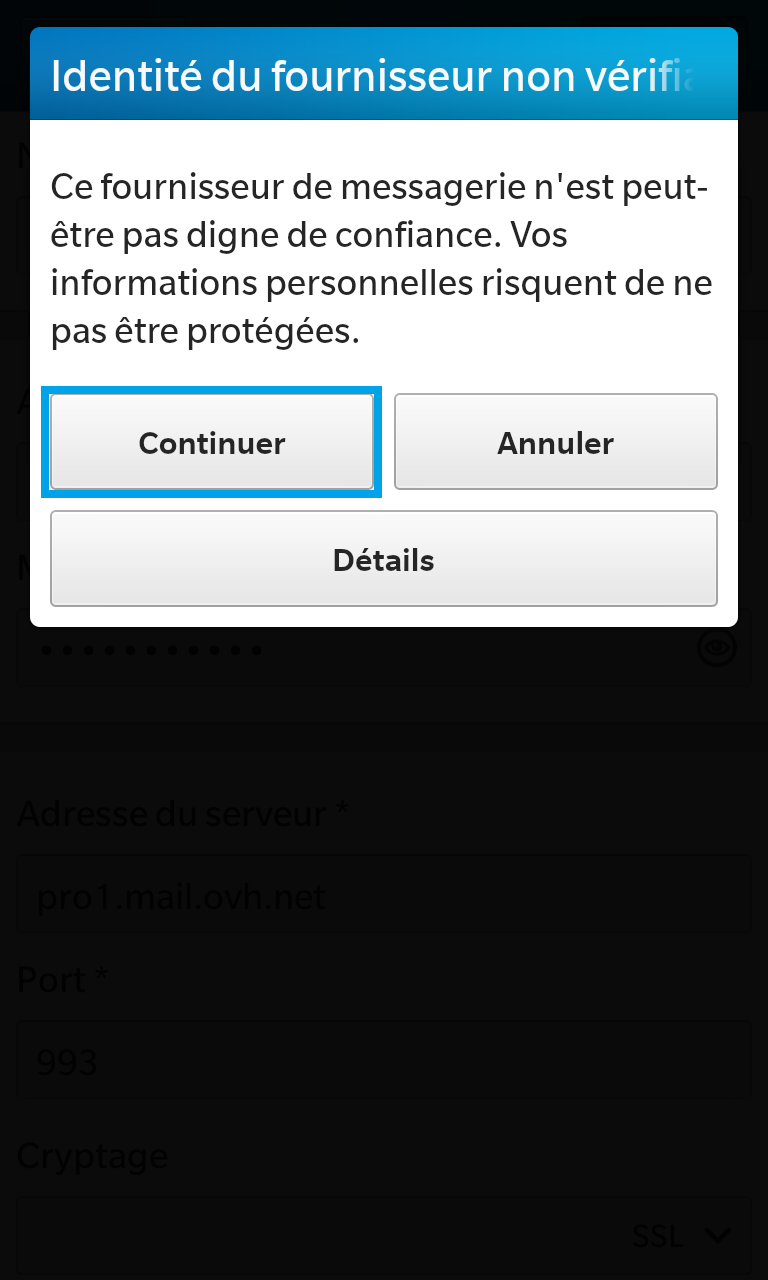 Identité du fournisseur non vérifia
Ce fournisseur de messagerie n'est peut-
être pas digne de confiance. Vos
informations personnelles risquent de ne
pas être protégées.
Continuer
Annuler
Détails
Adresse du serveur *
pro1.mail.ovh.net
Port *
993
Cryptage
SSL